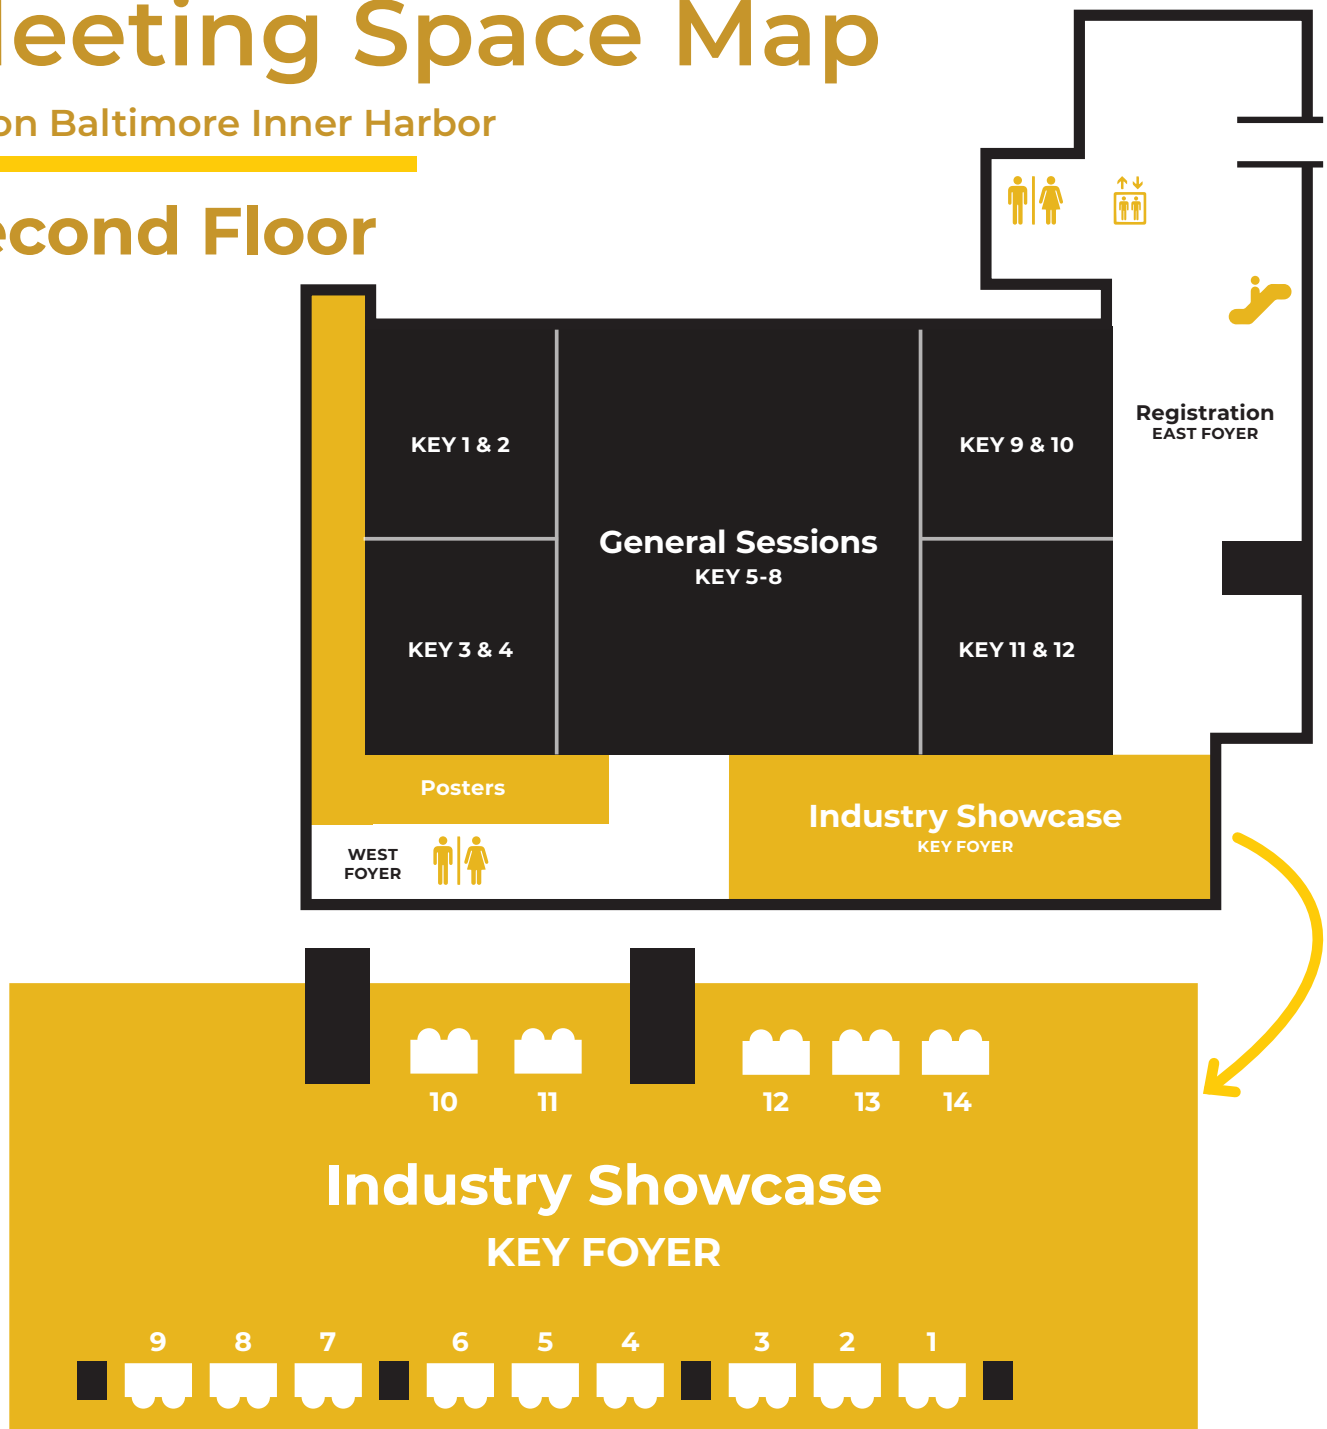 eeting Space Map
on Baltimore Inner Harbor
cond Floor
Registration
EAST FOYER
KEY 1 & 2
KEY 9 & 10
General Sessions
KEY 5-8
KEY 3 & 4
KEY 11 & 12
Posters
Industry Showcase
KEY FOYER
WEST
FOYER
10
11
12
13
14
Industry Showcase
KEY FOYER
9
8
7
6
5
4
3
2
1